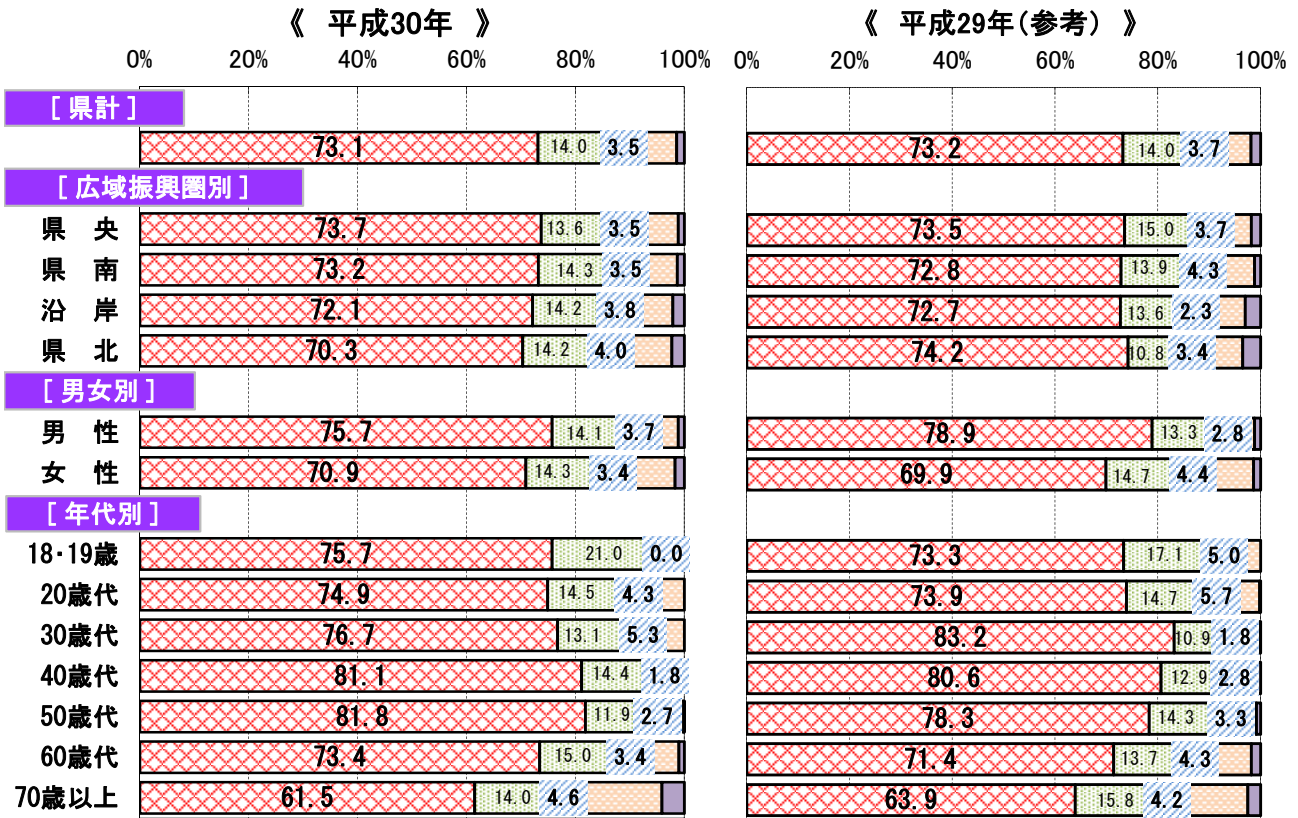 《 平成30年 》
《 平成29年(参考) 》
0% 20% 40% 60% 80% 100%
0% 20% 40% 60% 80% 100%
[ 県計 ]
73.1 14.0 3.5
73.2 14.0 3.7
[ 広域振興圏別 ]
県 央 73.7 13.6 3.5
73.5 15.0 3.7
県 南 73.2 14.3 3.5
72.8 13.9 4.3
沿 岸 72.1 14.2 3.8
72.7 13.6 2.3
県 北 70.3 14.2 4.0
74.2 10.8 3.4
[ 男女別 ]
男 性 75.7 14.1 3.7
78.9 13.3 2.8
女 性 70.9 14.3 3.4
69.9 14.7 4.4
[ 年代別 ]
18・19歳 75.7 21.0 0.0
73.3 17.1 5.0
20歳代 74.9 14.5 4.3
73.9 14.7 5.7
30歳代 76.7 13.1 5.3
83.2 10.9 1.8
40歳代 81.1 14.4 1.8
80.6 12.9 2.8
50歳代 81.8 11.9 2.7
78.3 14.3 3.3
60歳代 73.4 15.0 3.4
71.4 13.7 4.3
70歳以上 61.5 14.0 4.6
63.9 15.8 4.2